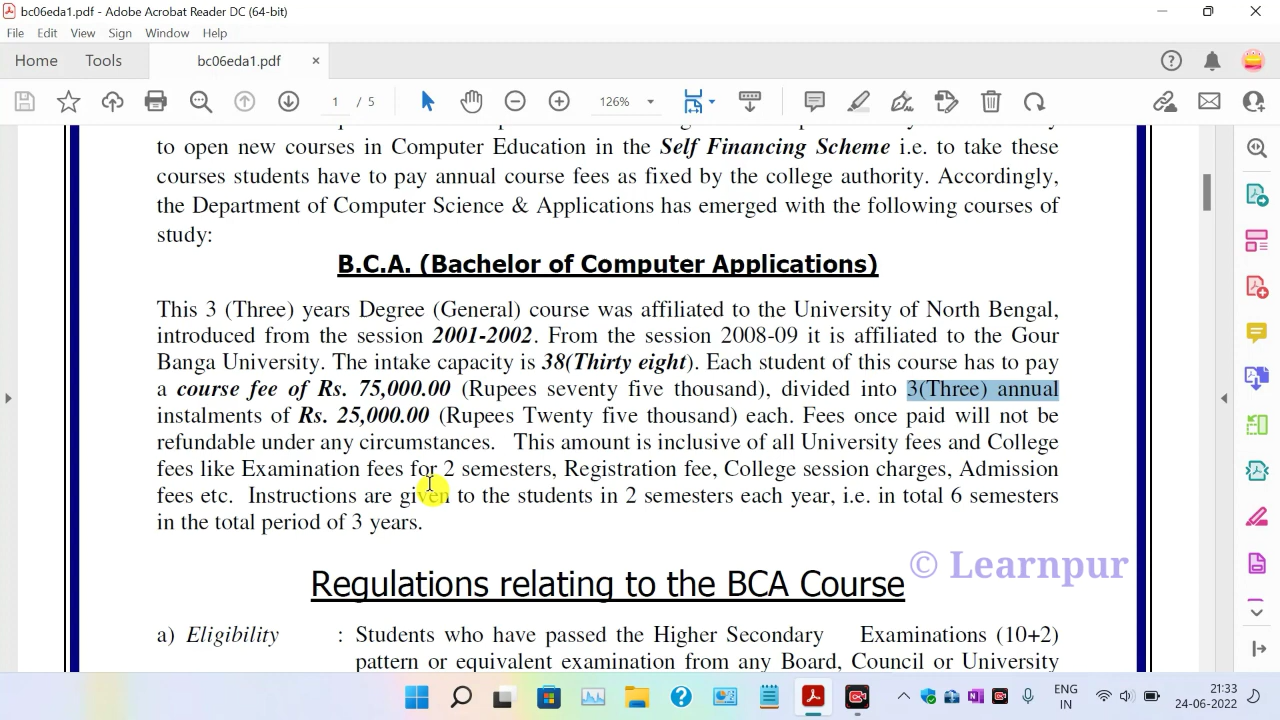 bc06eda1.pdf - Adobe Acrobat Reader DC (64-bit)
File Edit View Sign Window Help
Home Tools bc06eda1.pdf ×
1 / 5 126%
to open new courses in Computer Education in the Self Financing Scheme i.e. to take these
courses students have to pay annual course fees as fixed by the college authority. Accordingly,
the Department of Computer Science & Applications has emerged with the following courses of
study:
B.C.A. (Bachelor of Computer Applications)
This 3 (Three) years Degree (General) course was affiliated to the University of North Bengal,
introduced from the session 2001-2002. From the session 2008-09 it is affiliated to the Gour
Banga University. The intake capacity is 38(Thirty eight). Each student of this course has to pay
a course fee of Rs. 75,000.00 (Rupees seventy five thousand), divided into 3(Three) annual
instalments of Rs. 25,000.00 (Rupees Twenty five thousand) each. Fees once paid will not be
refundable under any circumstances. This amount is inclusive of all University fees and College
fees like Examination fees for 2 semesters, Registration fee, College session charges, Admission
fees etc. Instructions are given to the students in 2 semesters each year, i.e. in total 6 semesters
in the total period of 3 years.
© Learnpur
Regulations relating to the BCA Course
a) Eligibility : Students who have passed the Higher Secondary Examinations (10+2)
pattern or equivalent examination from any Board, Council or University
ENG
IN
21:33
24-06-2022